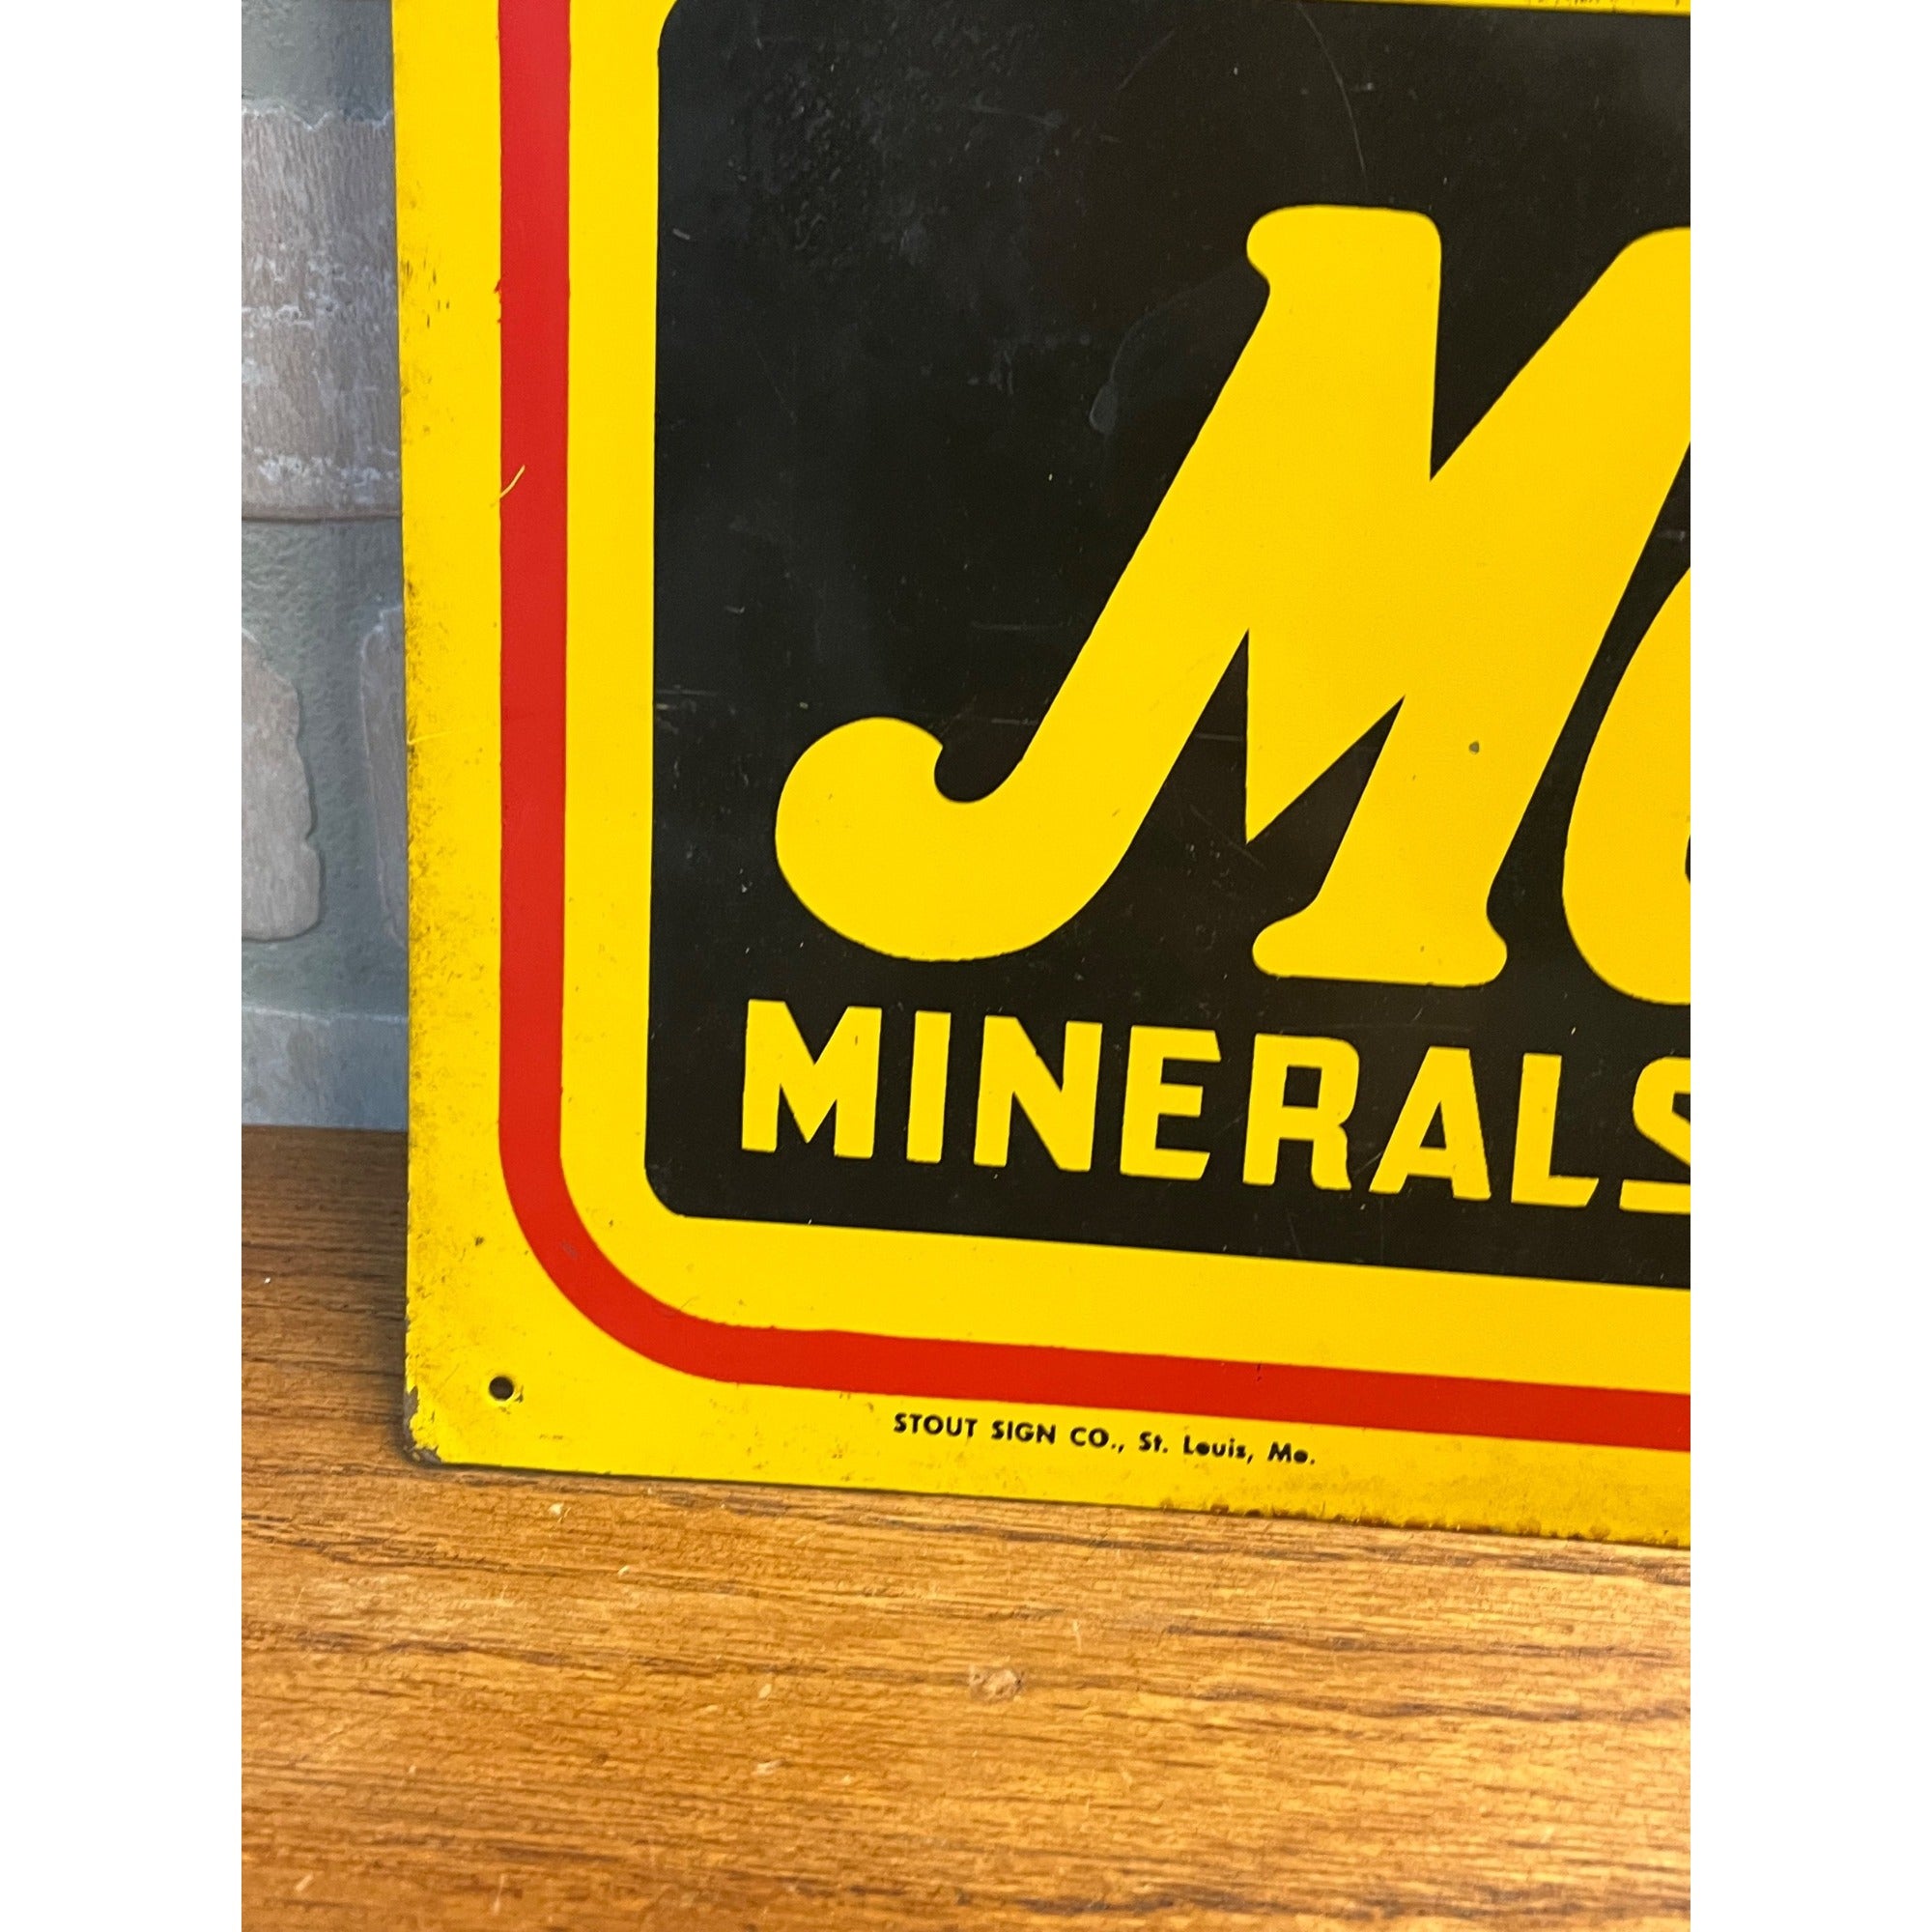 M
MINERALS
STOUT SIGN CO., St. Louis, Mo.